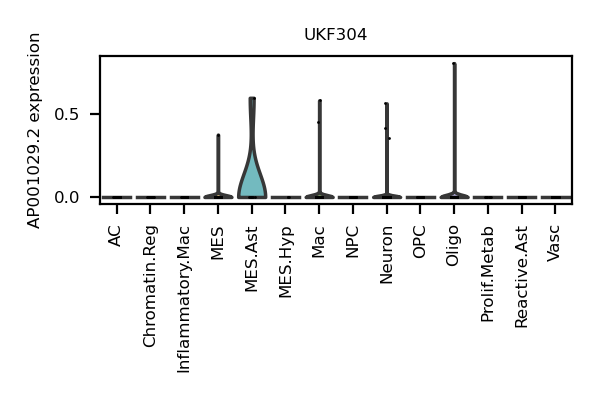 UKF304
AP001029.2 expression
0.5
0.0
AC
Chromatin.Reg
Inflammatory.Mac
MES
MES.Ast
MES.Hyp
Mac
NPC
Neuron
OPC
Oligo
Prolif.Metab
Reactive.Ast
Vasc